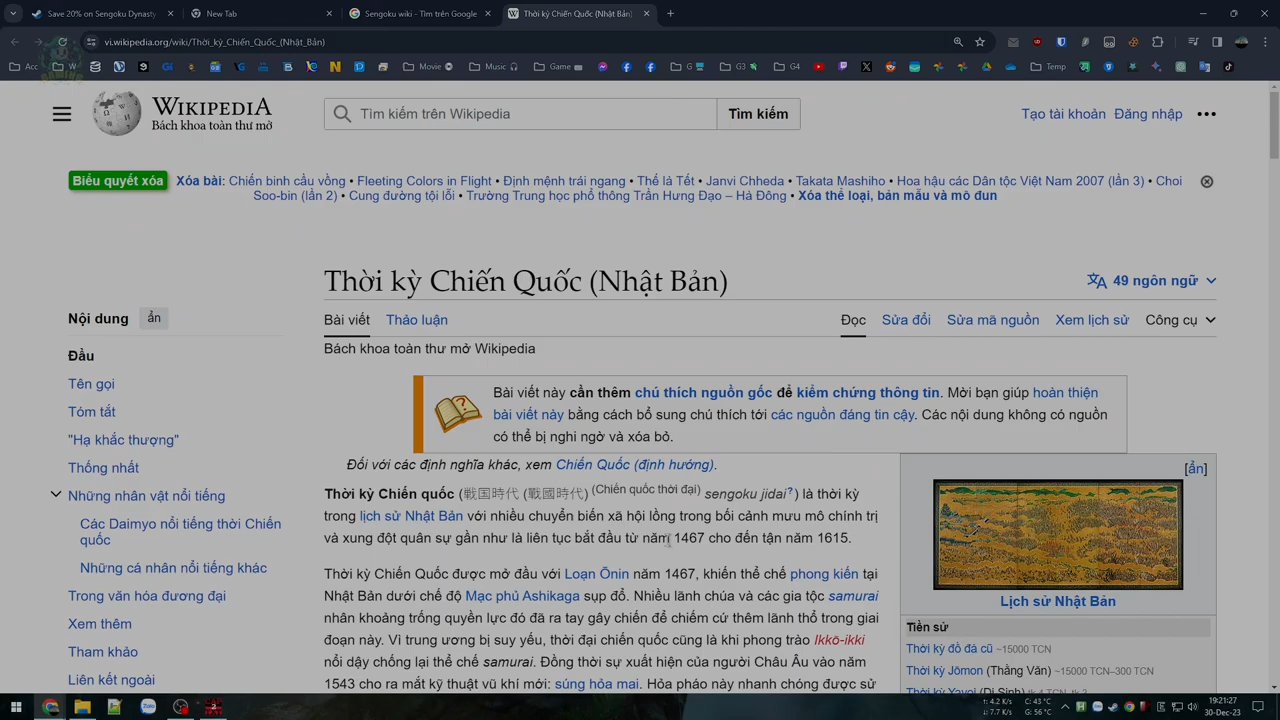 Save 20% on Sengoku Dynasty
New Tab
Sengoku wiki - Tìm trên Google
Thời kỳ Chiến Quốc (Nhật Bản)
vi.wikipedia.org/wiki/Thời_kỳ_Chiến_Quốc_(Nhật_Bản)
Acc
W
Movie
Music
Game
G
G3
G4
Temp
WIKIPEDIA
Bách khoa toàn thư mở
Tìm kiếm trên Wikipedia
Tìm kiếm
Tạo tài khoản
Đăng nhập
Biểu quyết xóa
Xóa bài: Chiến binh cầu vồng • Fleeting Colors in Flight • Định mệnh trái ngang • Thể là Tết • Janvi Chheda • Takata Mashiho • Hoa hậu các Dân tộc Việt Nam 2007 (lần 3) • Choi
Soo-bin (lần 2) • Cung đường tội lỗi • Trường Trung học phổ thông Trần Hưng Đạo – Hà Đông • Xóa thể loại, bản mẫu và mô đun
Thời kỳ Chiến Quốc (Nhật Bản)
49 ngôn ngữ
Nội dung
ẩn
Bài viết
Thảo luận
Đọc
Sửa đổi
Sửa mã nguồn
Xem lịch sử
Công cụ
Bách khoa toàn thư mở Wikipedia
Đầu
Tên gọi
Tóm tắt
"Hạ khắc thượng"
Thống nhất
Những nhân vật nổi tiếng
Các Daimyo nổi tiếng thời Chiến
quốc
Những cá nhân nổi tiếng khác
Trong văn hóa đương đại
Xem thêm
Tham khảo
Liên kết ngoài
Bài viết này cần thêm chú thích nguồn gốc để kiểm chứng thông tin. Mời bạn giúp hoàn thiện
bài viết này bằng cách bổ sung chú thích tới các nguồn đáng tin cậy. Các nội dung không có nguồn
có thể bị nghi ngờ và xóa bỏ.
Đối với các định nghĩa khác, xem Chiến Quốc (định hướng).
Thời kỳ Chiến quốc (戦国時代 (戰國時代) (Chiến quốc thời đại) sengoku jidai?) là thời kỳ
trong lịch sử Nhật Bản với nhiều chuyển biến xã hội lồng trong bối cảnh mưu mô chính trị
và xung đột quân sự gần như là liên tục bắt đầu từ năm 1467 cho đến tận năm 1615.
Thời kỳ Chiến Quốc được mở đầu với Loạn Ōnin năm 1467, khiến thể chế phong kiến tại
Nhật Bản dưới chế độ Mạc phủ Ashikaga sụp đổ. Nhiều lãnh chúa và các gia tộc samurai
nhân khoảng trống quyền lực đó đã ra tay gây chiến để chiếm cứ thêm lãnh thổ trong giai
đoạn này. Vì trung ương bị suy yếu, thời đại chiến quốc cũng là khi phong trào Ikkō-ikki
nổi dậy chống lại thể chế samurai. Đồng thời sự xuất hiện của người Châu Âu vào năm
1543 cho ra mắt kỹ thuật vũ khí mới: súng hỏa mai. Hỏa pháo này nhanh chóng được sử
[ẩn]
Lịch sử Nhật Bản
Tiền sử
Thời kỳ đồ đá cũ ~15000 TCN
Thời kỳ Jōmon (Thằng Văn) ~15000 TCN–300 TCN
Thời kỳ Yayoi (Di Sinh)
↑: 4.2 K/s
↓: 7.7 K/s
C: 43 °C
G: 56 °C
19:21:27
30-Dec-23